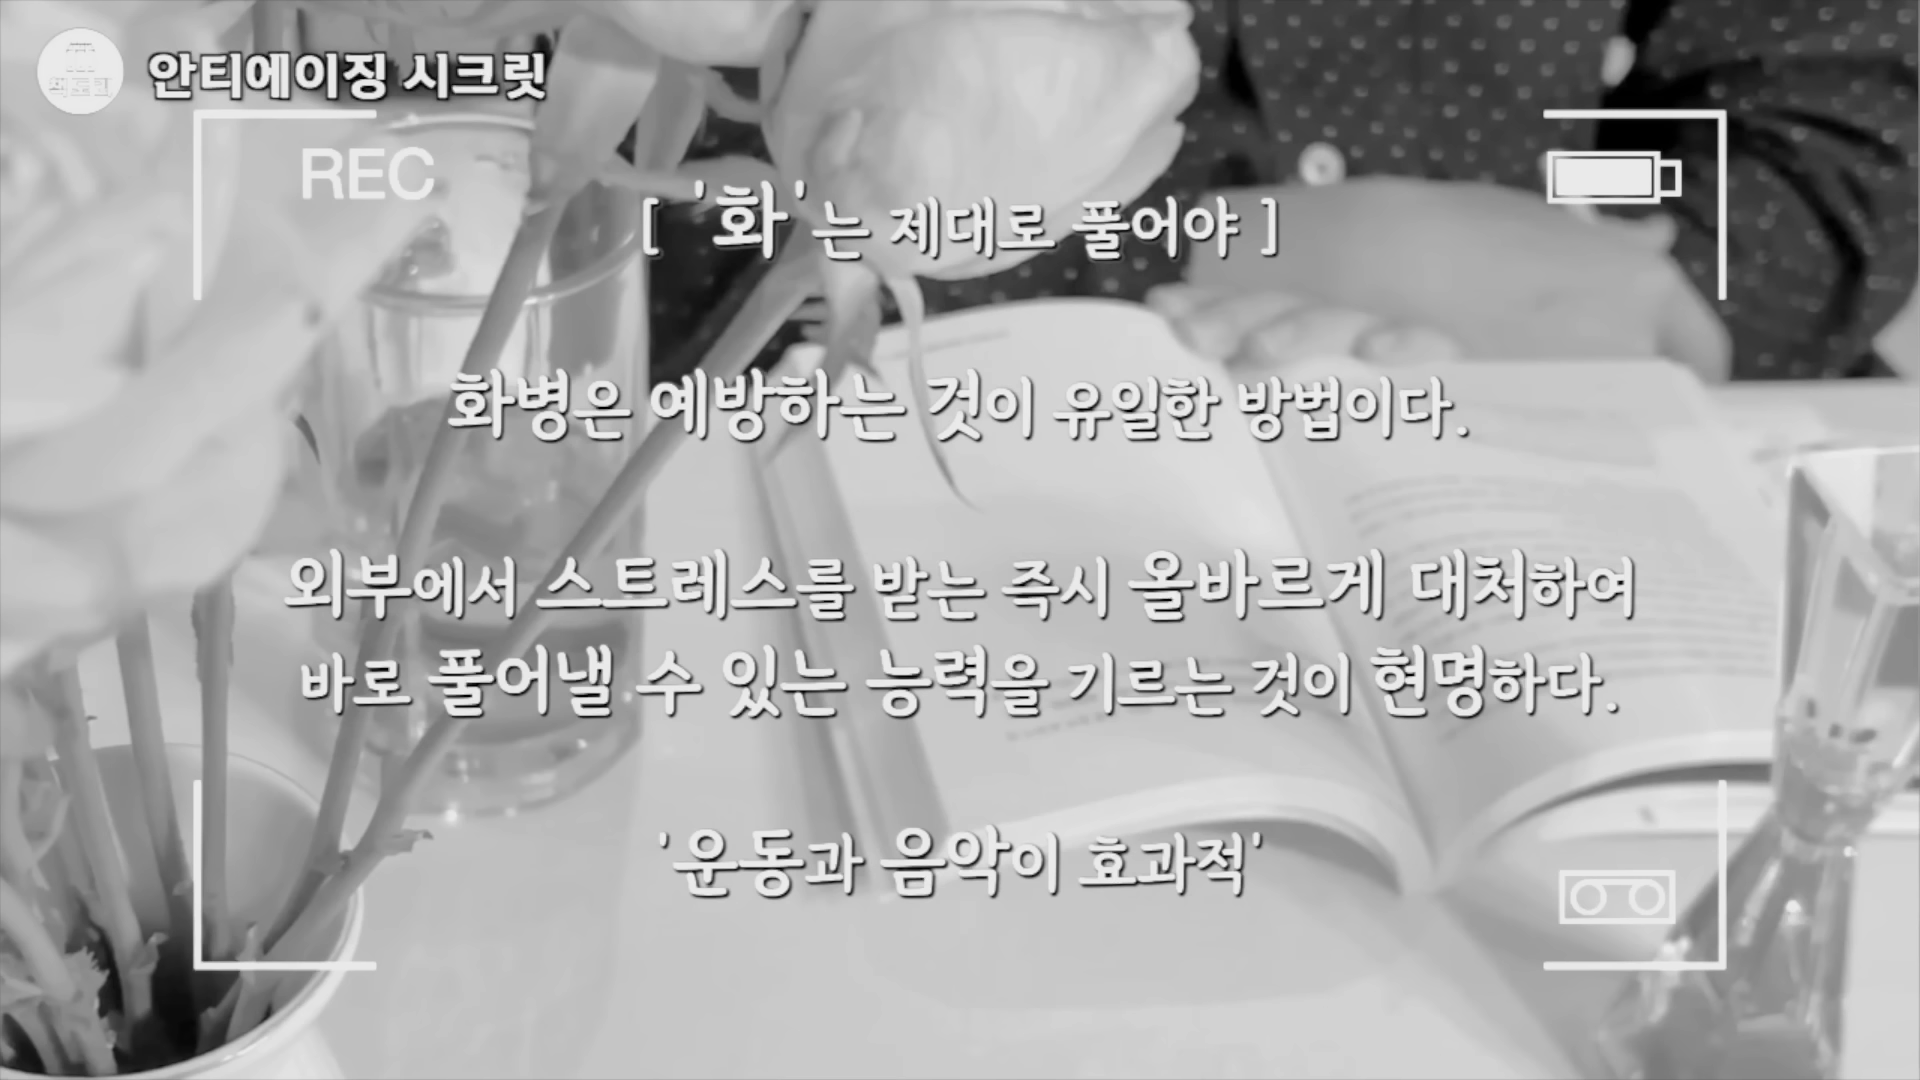 안티에이징 시크릿
REC
[ '화'는 제대로 풀어야 ]
화병은 예방하는 것이 유일한 방법이다.
외부에서 스트레스를 받는 즉시 올바르게 대처하여
바로 풀어낼 수 있는 능력을 기르는 것이 현명하다.
'운동과 음악이 효과적'